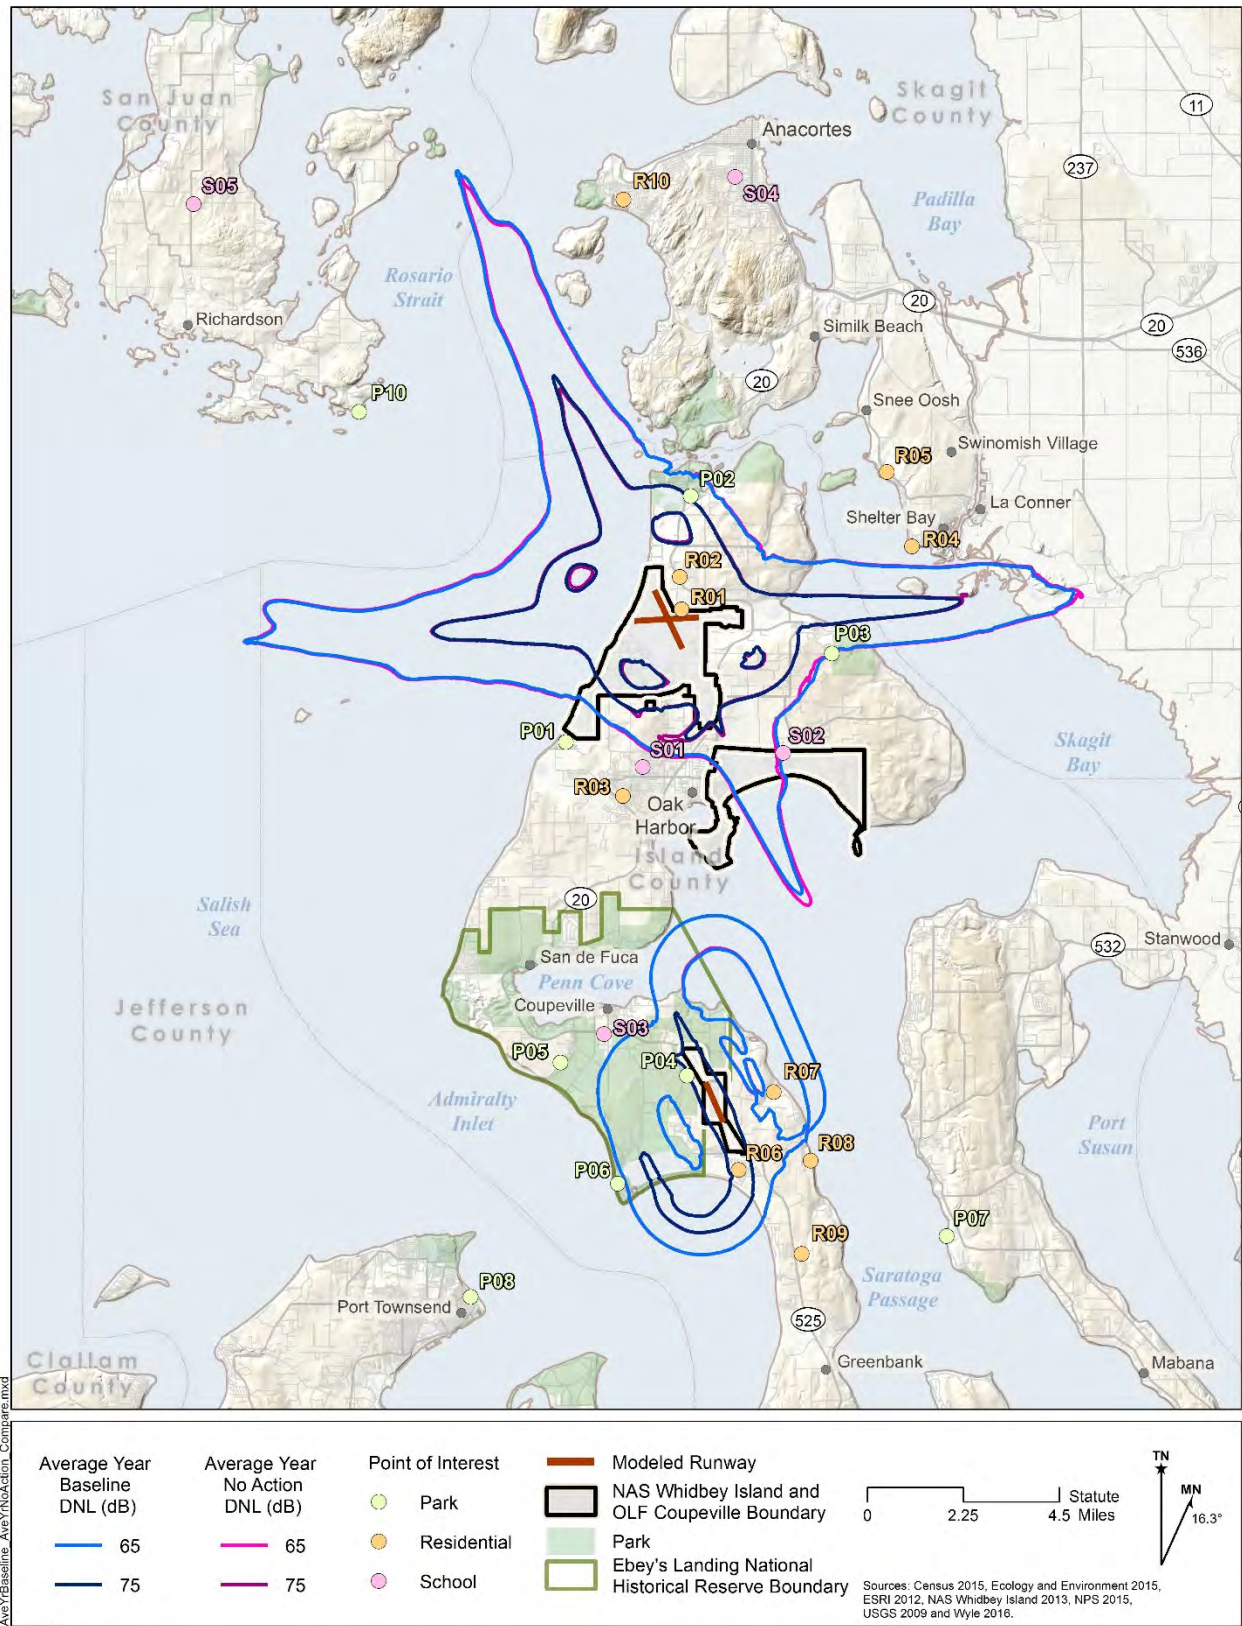 San Juan
County
Skagit
County
11
Anacortes
237
S05
R10
S04
Padilla
Bay
Rosario
Strait
20
Richardson
Similk Beach
20
536
20
P10
Snee Oosh
Swinomish Village
R05
P02
La Conner
Shelter Bay
R04
R02
R01
P03
P01
S01
S02
Skagit
Bay
R03
Oak
Harbor
Island
County
20
Salish
Sea
Stanwood
532
San de Fuca
Penn Cove
Jefferson
County
Coupeville
S03
P05
P04
R07
Admiralty
Inlet
Port
Susan
R08
R06
P06
P07
R09
Saratoga
Passage
P08
Port Townsend
525
Clallam
County
Greenbank
Mabana
AveYrBaseline_AveYrNoAction_Compare.mxd
Average Year
Baseline
DNL (dB)
65
75
Average Year
No Action
DNL (dB)
65
75
Point of Interest
Park
Residential
School
Modeled Runway
NAS Whidbey Island and
OLF Coupeville Boundary
Park
Ebey's Landing National
Historical Reserve Boundary
Statute
0 2.25 4.5 Miles
TN
MN
16.3°
Sources: Census 2015, Ecology and Environment 2015,
ESRI 2012, NAS Whidbey Island 2013, NPS 2015,
USGS 2009 and Wyle 2016.